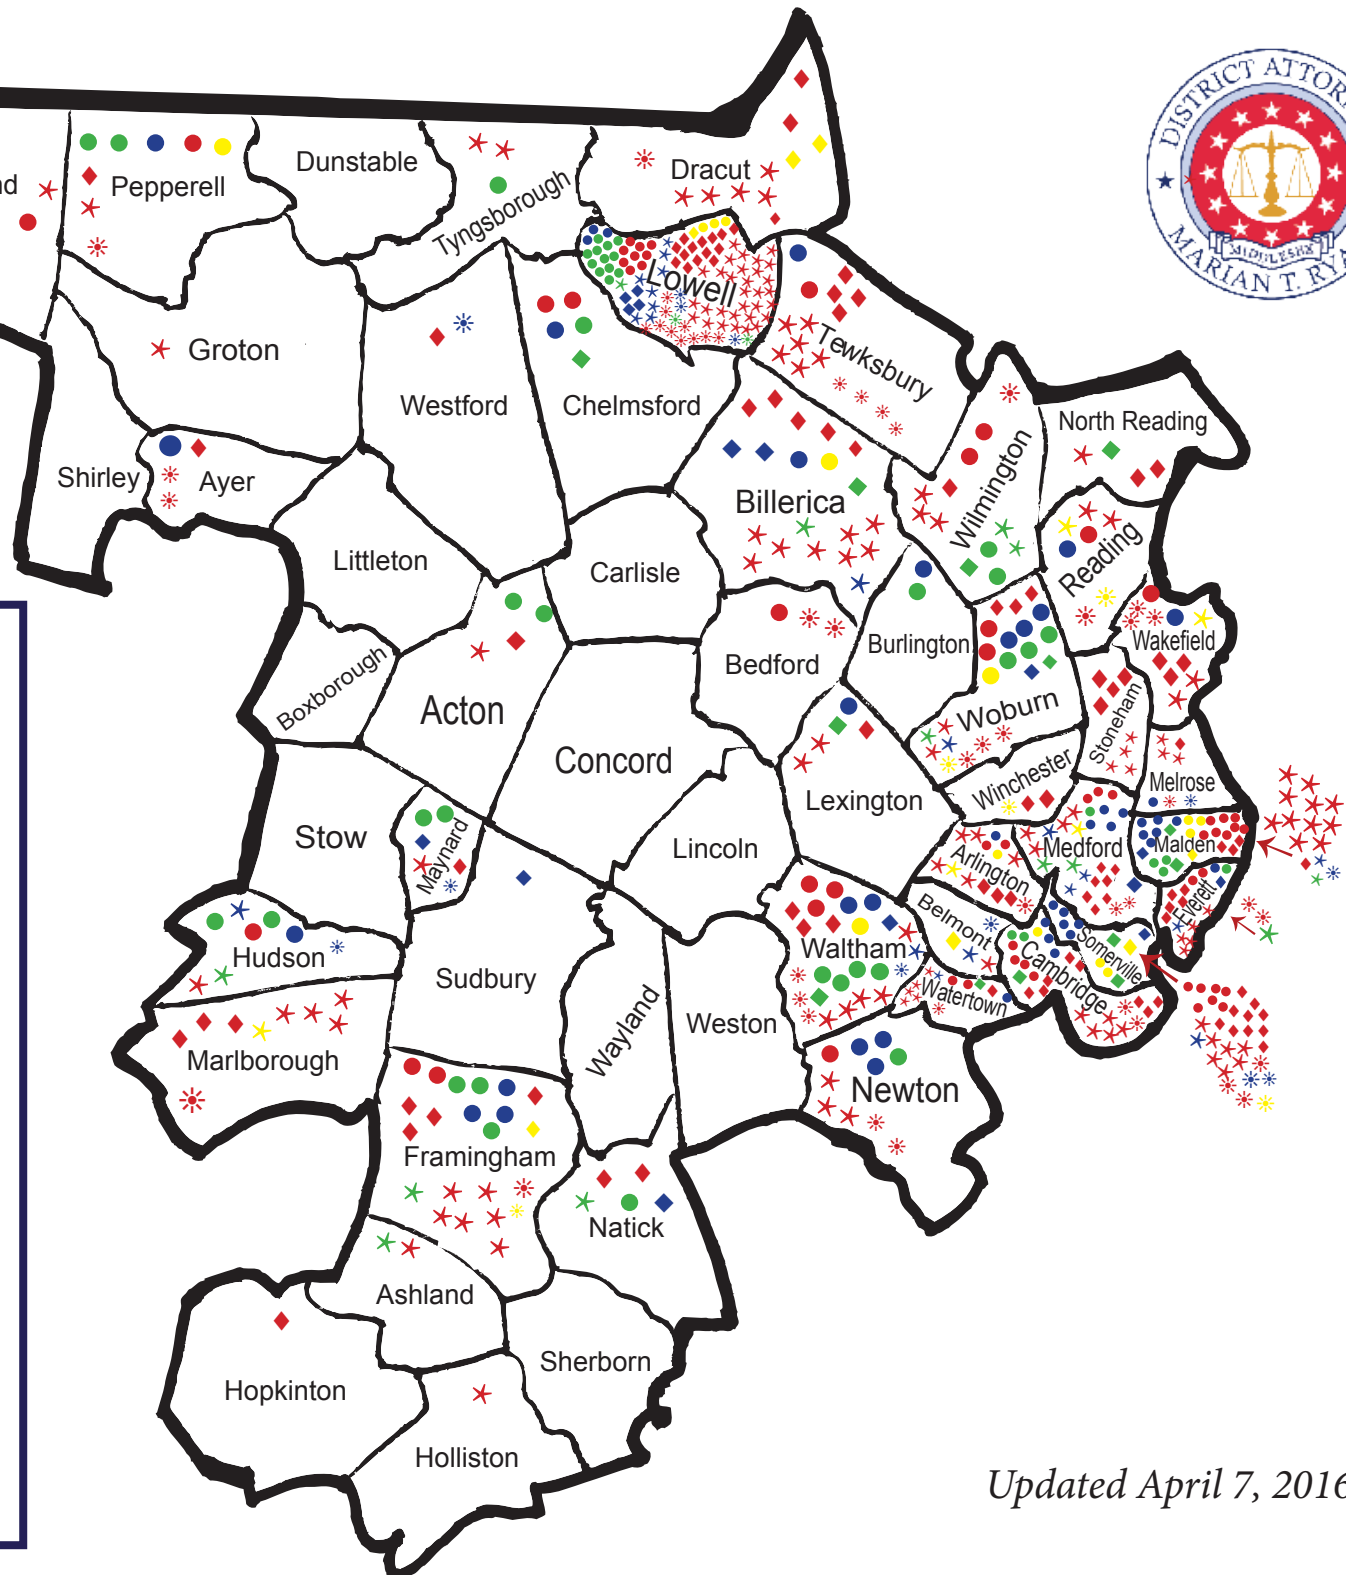 DISTRICT ATTOR
MIDDLESEX
MARIAN T. RYA
nd
Pepperell
Dunstable
Tyngsborough
Dracut
Lowell
Tewksbury
Groton
Westford
Chelmsford
North Reading
Wilmington
Shirley
Ayer
Billerica
Reading
Littleton
Carlisle
Wakefield
Burlington
Bedford
Boxborough
Acton
Woburn
Stoneham
Concord
Winchester
Melrose
Lexington
Stow
Maynard
Lincoln
Arlington
Medford
Malden
Everett
Belmont
Somerville
Hudson
Waltham
Cambridge
Sudbury
Watertown
Wayland
Weston
Marlborough
Newton
Framingham
Natick
Ashland
Sherborn
Hopkinton
Holliston
Updated April 7, 2016